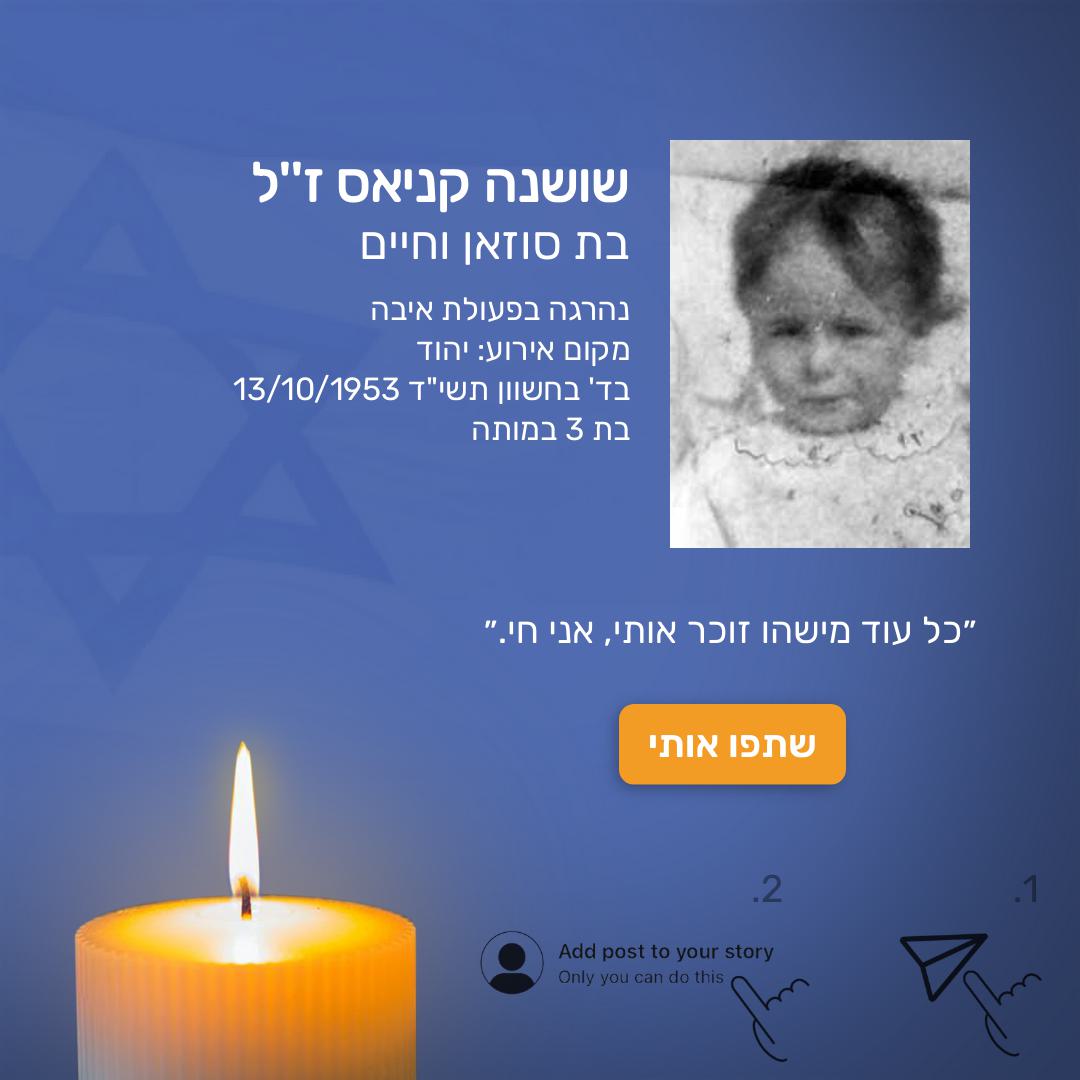 שושנה קניאס ז"ל
בת סוזאן וחיים
נהרגה בפעולת איבה
מקום אירוע: יהוד
בד' בחשוון תשי"ד 13/10/1953
בת 3 במותה
״כל עוד מישהו זוכר אותי, אני חי.״
שתפו אותי
1.
2.
Add post to your story
Only you can do this